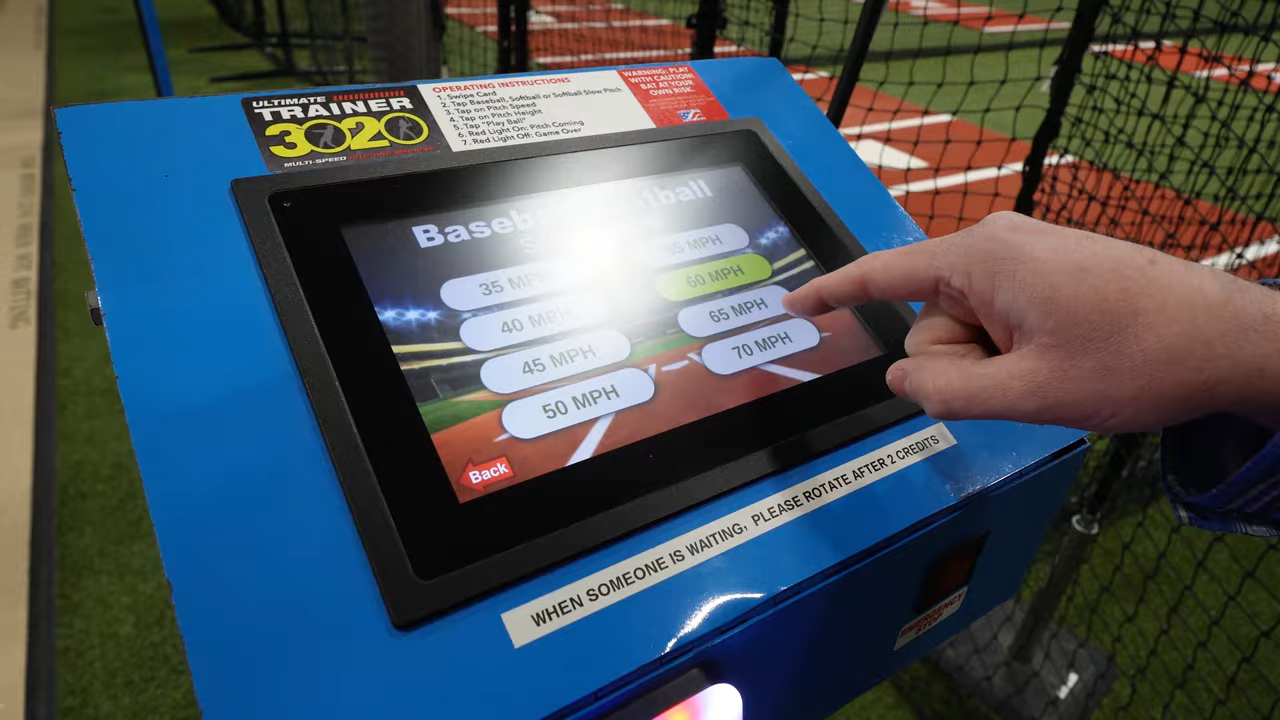 ULTIMATE
TRAINER
3020
MULTI-SPEED PITCHING MACHINE
OPERATING INSTRUCTIONS
1. Swipe Card
2. Tap Baseball, Softball or Softball Slow Pitch
3. Tap on Pitch Speed
4. Tap on Pitch Height
5. Tap "Play Ball"
6. Red Light On: Pitch Coming
7. Red Light Off: Game Over
WARNING: PLAY
WITH CAUTION!
BAT AT YOUR
OWN RISK.
35 MPH
40 MPH
45 MPH
50 MPH
60 MPH
65 MPH
70 MPH
Back
WHEN SOMEONE IS WAITING, PLEASE ROTATE AFTER 2 CREDITS
EMERGENCY
STOP